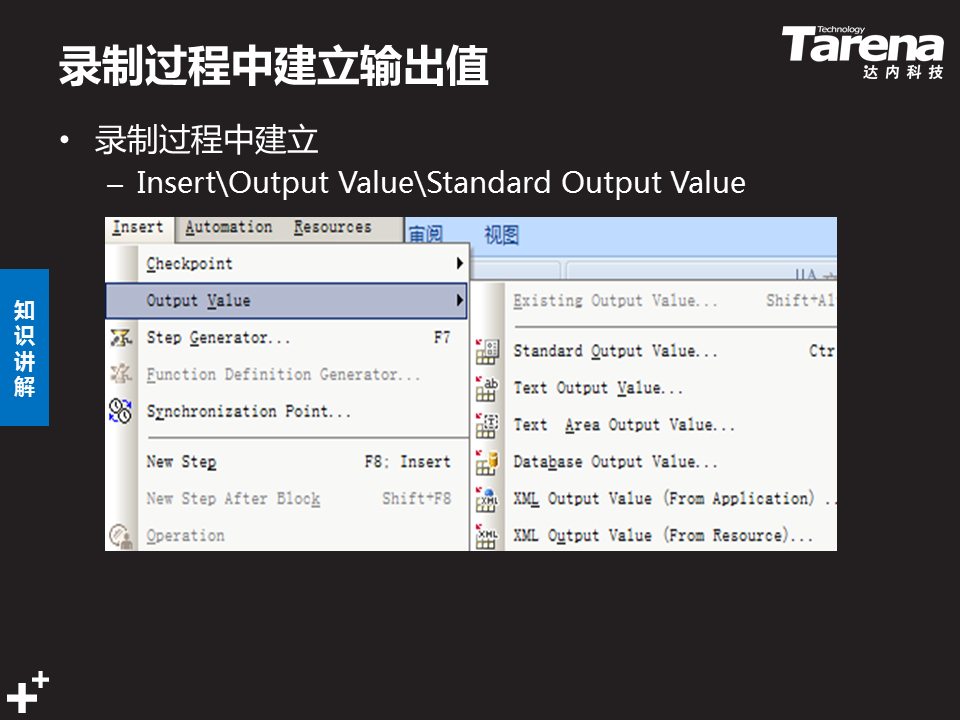 录制过程中建立输出值
Technology
Tarena
达内科技
• 录制过程中建立
– Insert\Output Value\Standard Output Value
Insert Automation Resources
审阅 视图
Checkpoint
Output Value
Step Generator... F7
Function Definition Generator...
Synchronization Point...
New Step F8; Insert
New Step After Block Shift+F8
Operation
Existing Output Value... Shift+Al
Standard Output Value... Ctr
Text Output Value...
Text Area Output Value...
Database Output Value...
XML Output Value (From Application) ..
XML Output Value (From Resource)...
知识讲解